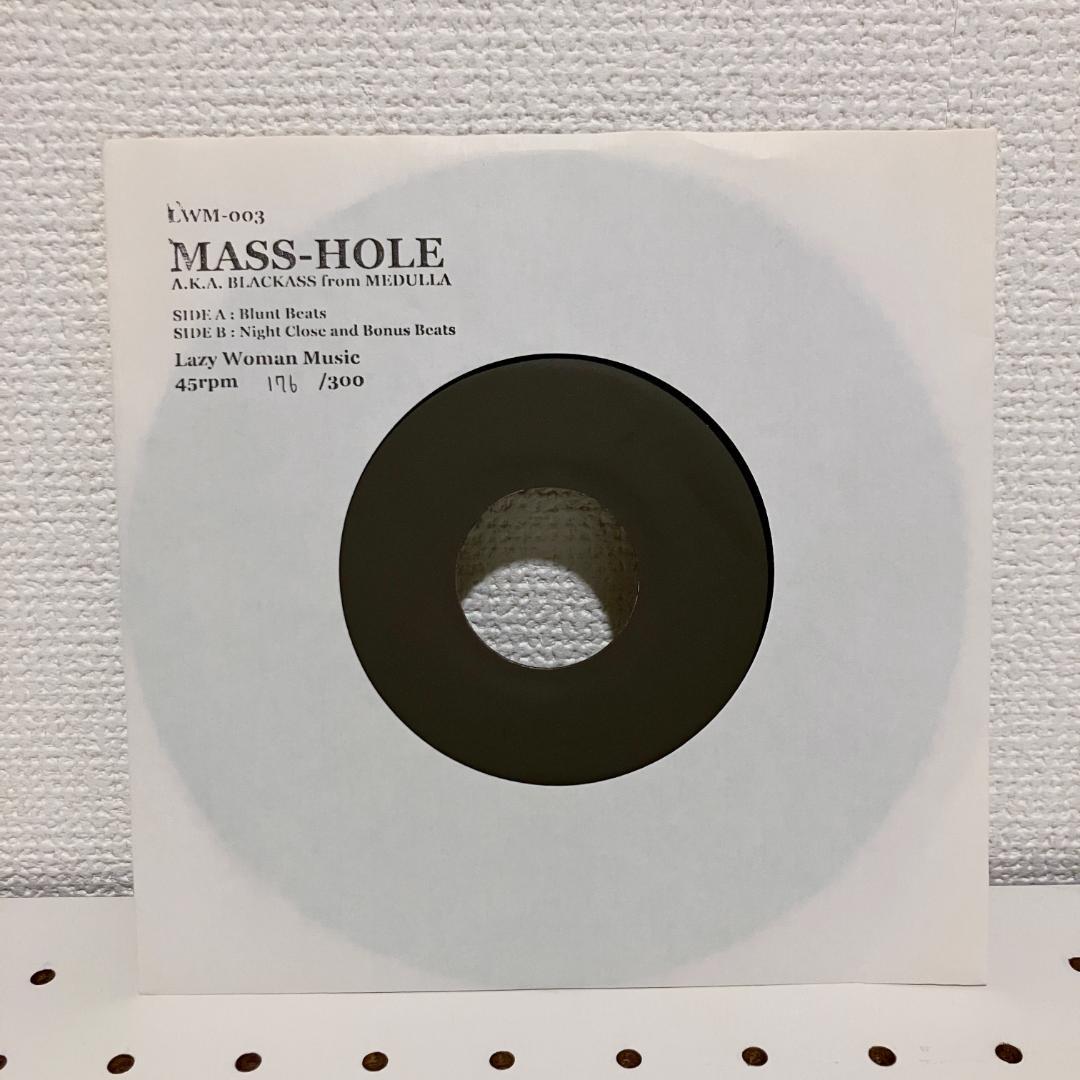 LWM-003
MASS-HOLE
A.K.A. BLACKASS from MEDULLA
SIDE A : Blunt Beats
SIDE B : Night Close and Bonus Beats
Lazy Woman Music
45rpm 176 /300